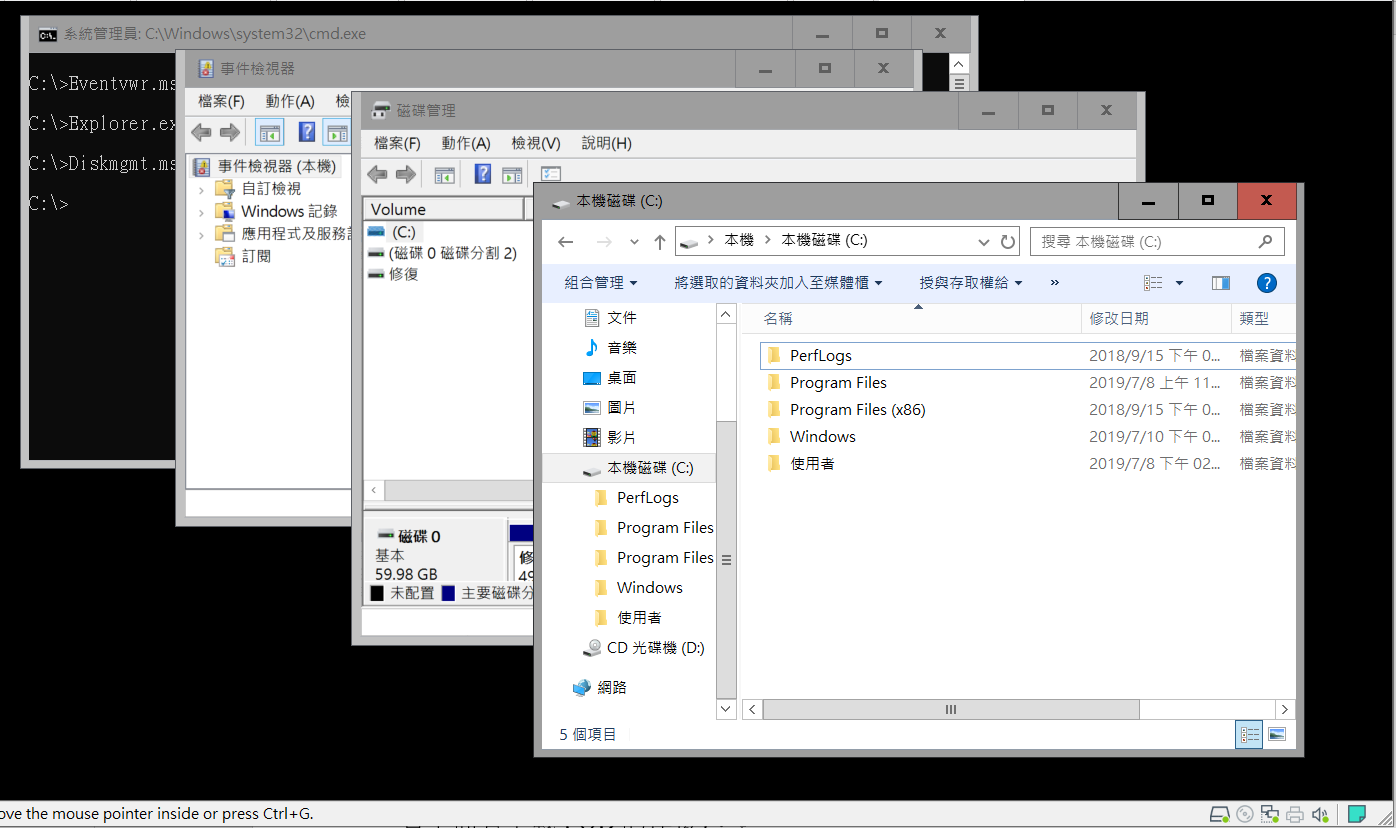 系統管理員: C:\Windows\system32\cmd.exe
C:\>Eventvwr.ms
C:\>Explorer.ex
C:\>Diskmgmt.ms
C:\>
事件檢視器
檔案(F) 動作(A) 檢
事件檢視器 (本機)
自訂檢視
Windows 記錄
應用程式及服務
訂閱
磁碟管理
檔案(F) 動作(A) 檢視(V) 說明(H)
Volume
(C:)
(磁碟 0 磁碟分割 2)
修復
磁碟 0
基本
59.98 GB
修
49
未配置 主要磁碟分
本機磁碟 (C:)
本機 本機磁碟 (C:)
搜尋 本機磁碟 (C:)
組合管理 將選取的資料夾加入至媒體櫃 授與存取權給 »
文件
音樂
桌面
圖片
影片
本機磁碟 (C:)
PerfLogs
Program Files
Program Files
Windows
使用者
CD 光碟機 (D:)
網路
名稱 修改日期 類型
PerfLogs 2018/9/15 下午 0... 檔案資料
Program Files 2019/7/8 上午 11... 檔案資料
Program Files (x86) 2018/9/15 下午 0... 檔案資料
Windows 2019/7/10 下午 0... 檔案資料
使用者 2019/7/8 下午 02... 檔案資料
5 個項目
ove the mouse pointer inside or press Ctrl+G.